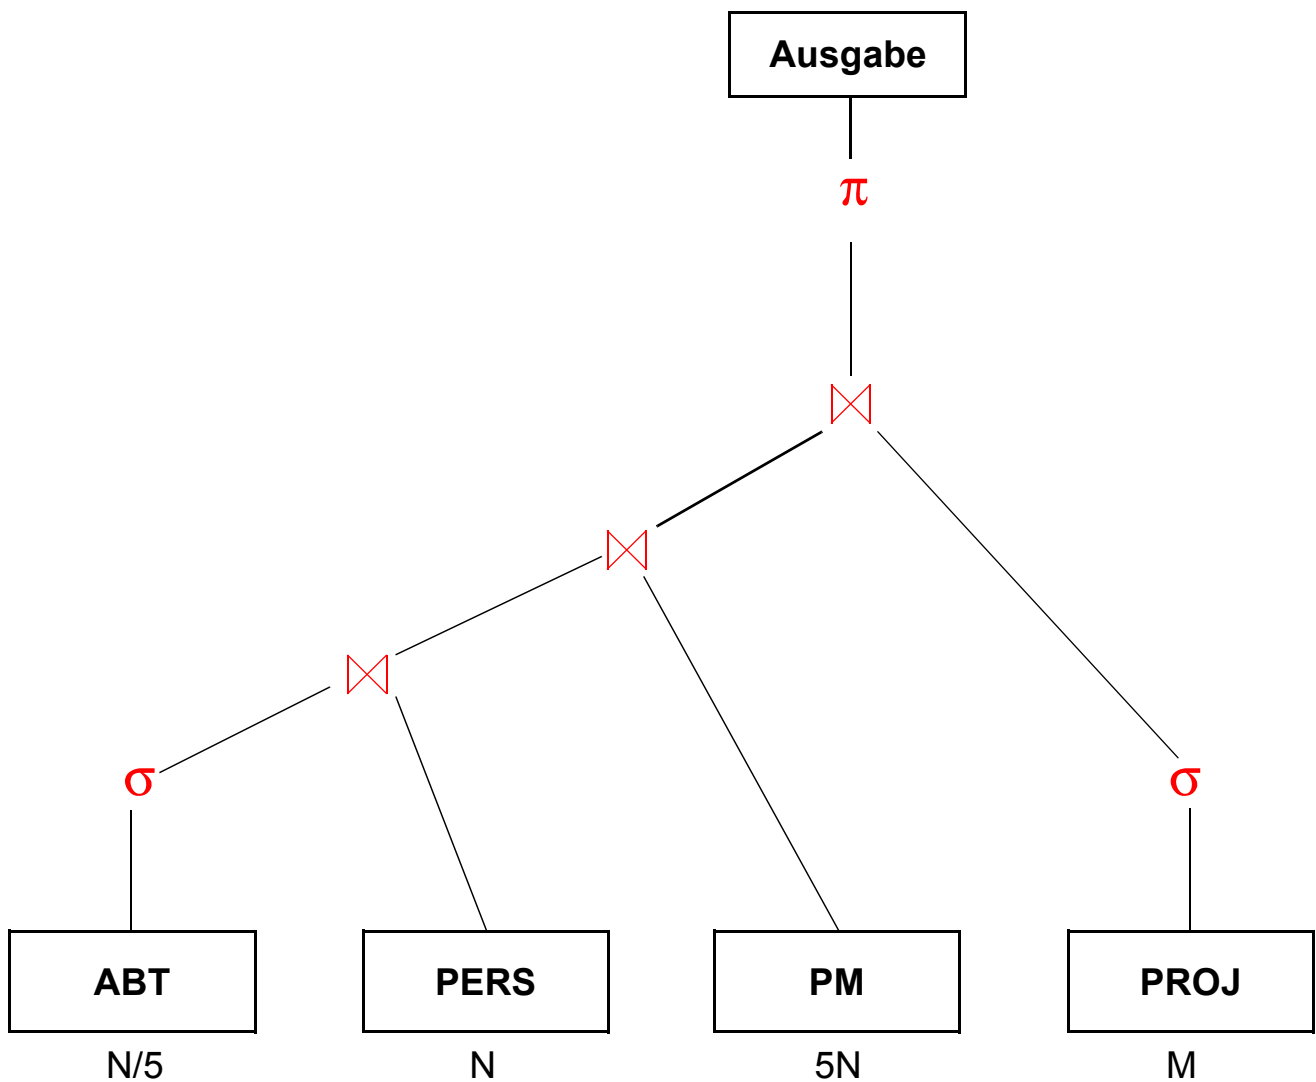 Ausgabe
π
⋈
⋈
⋈
σ σ
ABT PERS PM PROJ
N/5 N 5N M